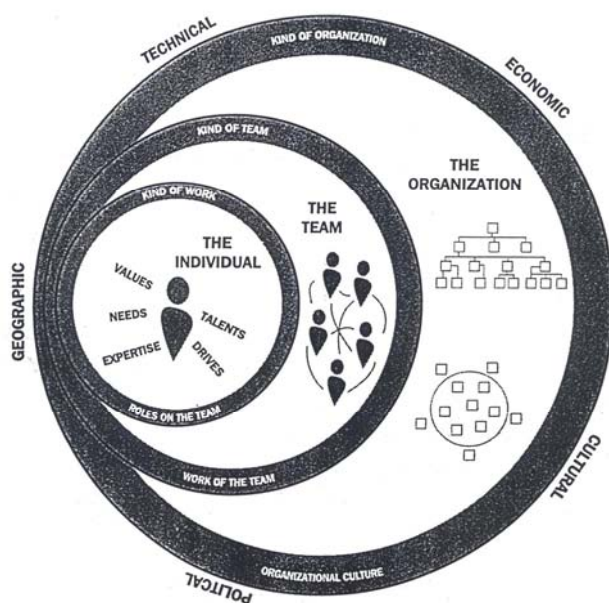 TECHNICAL
KIND OF ORGANIZATION
ECONOMIC
KIND OF TEAM
THE
ORGANIZATION
KIND OF WORK
THE
TEAM
THE
INDIVIDUAL
VALUES
NEEDS
EXPERTISE
TALENTS
DRIVES
GEOGRAPHIC
ROLES ON THE TEAM
WORK OF THE TEAM
CULTURAL
ORGANIZATIONAL CULTURE
POLITCAL